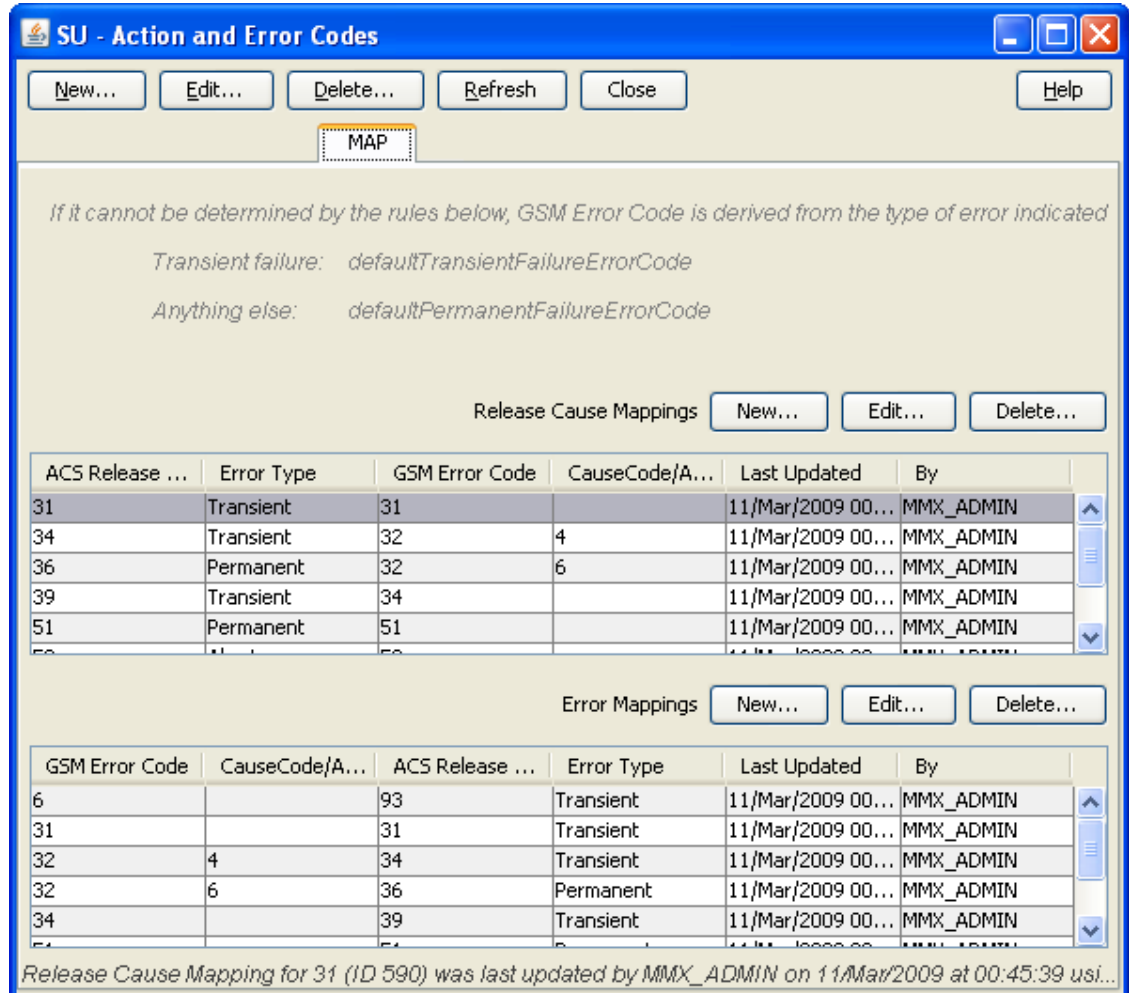 SU - Action and Error Codes
New... Edit... Delete... Refresh Close Help
MAP
If it cannot be determined by the rules below, GSM Error Code is derived from the type of error indicated
Transient failure: defaultTransientFailureErrorCode
Anything else: defaultPermanentFailureErrorCode
Release Cause Mappings New... Edit... Delete...
ACS Release ... Error Type GSM Error Code CauseCode/A... Last Updated By
31 Transient 31 11/Mar/2009 00... MMX_ADMIN
34 Transient 32 4 11/Mar/2009 00... MMX_ADMIN
36 Permanent 32 6 11/Mar/2009 00... MMX_ADMIN
39 Transient 34 11/Mar/2009 00... MMX_ADMIN
51 Permanent 51 11/Mar/2009 00... MMX_ADMIN
Error Mappings New... Edit... Delete...
GSM Error Code CauseCode/A... ACS Release ... Error Type Last Updated By
6 93 Transient 11/Mar/2009 00... MMX_ADMIN
31 31 Transient 11/Mar/2009 00... MMX_ADMIN
32 4 34 Transient 11/Mar/2009 00... MMX_ADMIN
32 6 36 Permanent 11/Mar/2009 00... MMX_ADMIN
34 39 Transient 11/Mar/2009 00... MMX_ADMIN
Release Cause Mapping for 31 (ID 590) was last updated by MMX_ADMIN on 11/Mar/2009 at 00:45:39 usi...